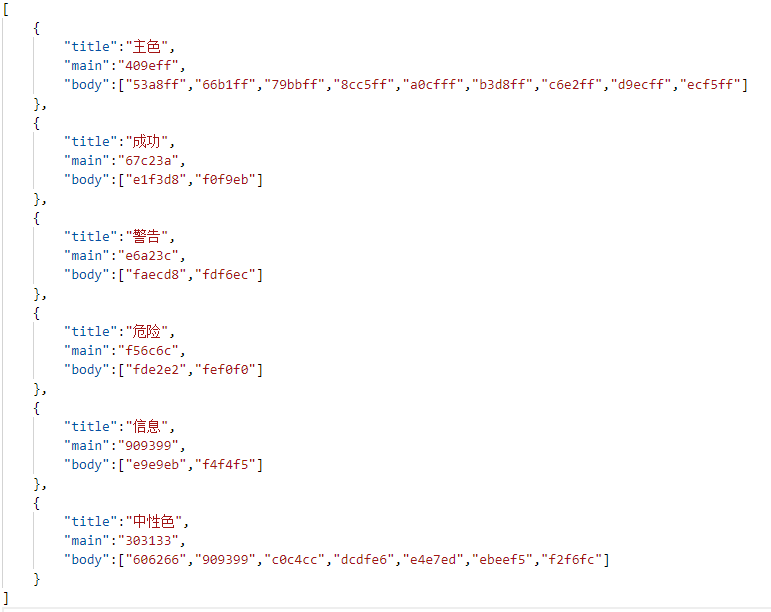 [
    {
        "title":"主色",
        "main":"409eff",
        "body":["53a8ff","66b1ff","79bbff","8cc5ff","a0cfff","b3d8ff","c6e2ff","d9ecff","ecf5ff"]
    },
    {
        "title":"成功",
        "main":"67c23a",
        "body":["e1f3d8","f0f9eb"]
    },
    {
        "title":"警告",
        "main":"e6a23c",
        "body":["faecd8","fdf6ec"]
    },
    {
        "title":"危险",
        "main":"f56c6c",
        "body":["fde2e2","fef0f0"]
    },
    {
        "title":"信息",
        "main":"909399",
        "body":["e9e9eb","f4f4f5"]
    },
    {
        "title":"中性色",
        "main":"303133",
        "body":["606266","909399","c0c4cc","dcdfe6","e4e7ed","ebeef5","f2f6fc"]
    }
]